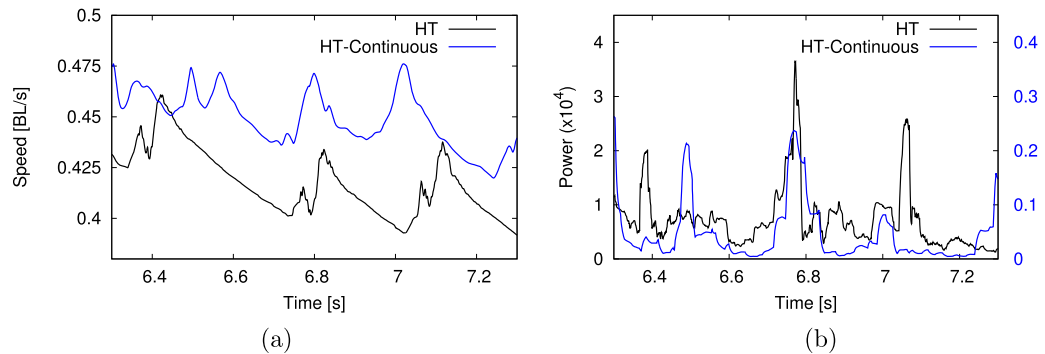 0.5
0.475
0.45
0.425
0.4
6.4 6.6 6.8 7 7.2
Speed [BL/s]
Time [s]
HT
HT-Continuous
(a)
4
3
2
1
0
0.4
0.3
0.2
0.1
0
6.4 6.6 6.8 7 7.2
Power (x10^4)
Time [s]
HT
HT-Continuous
(b)